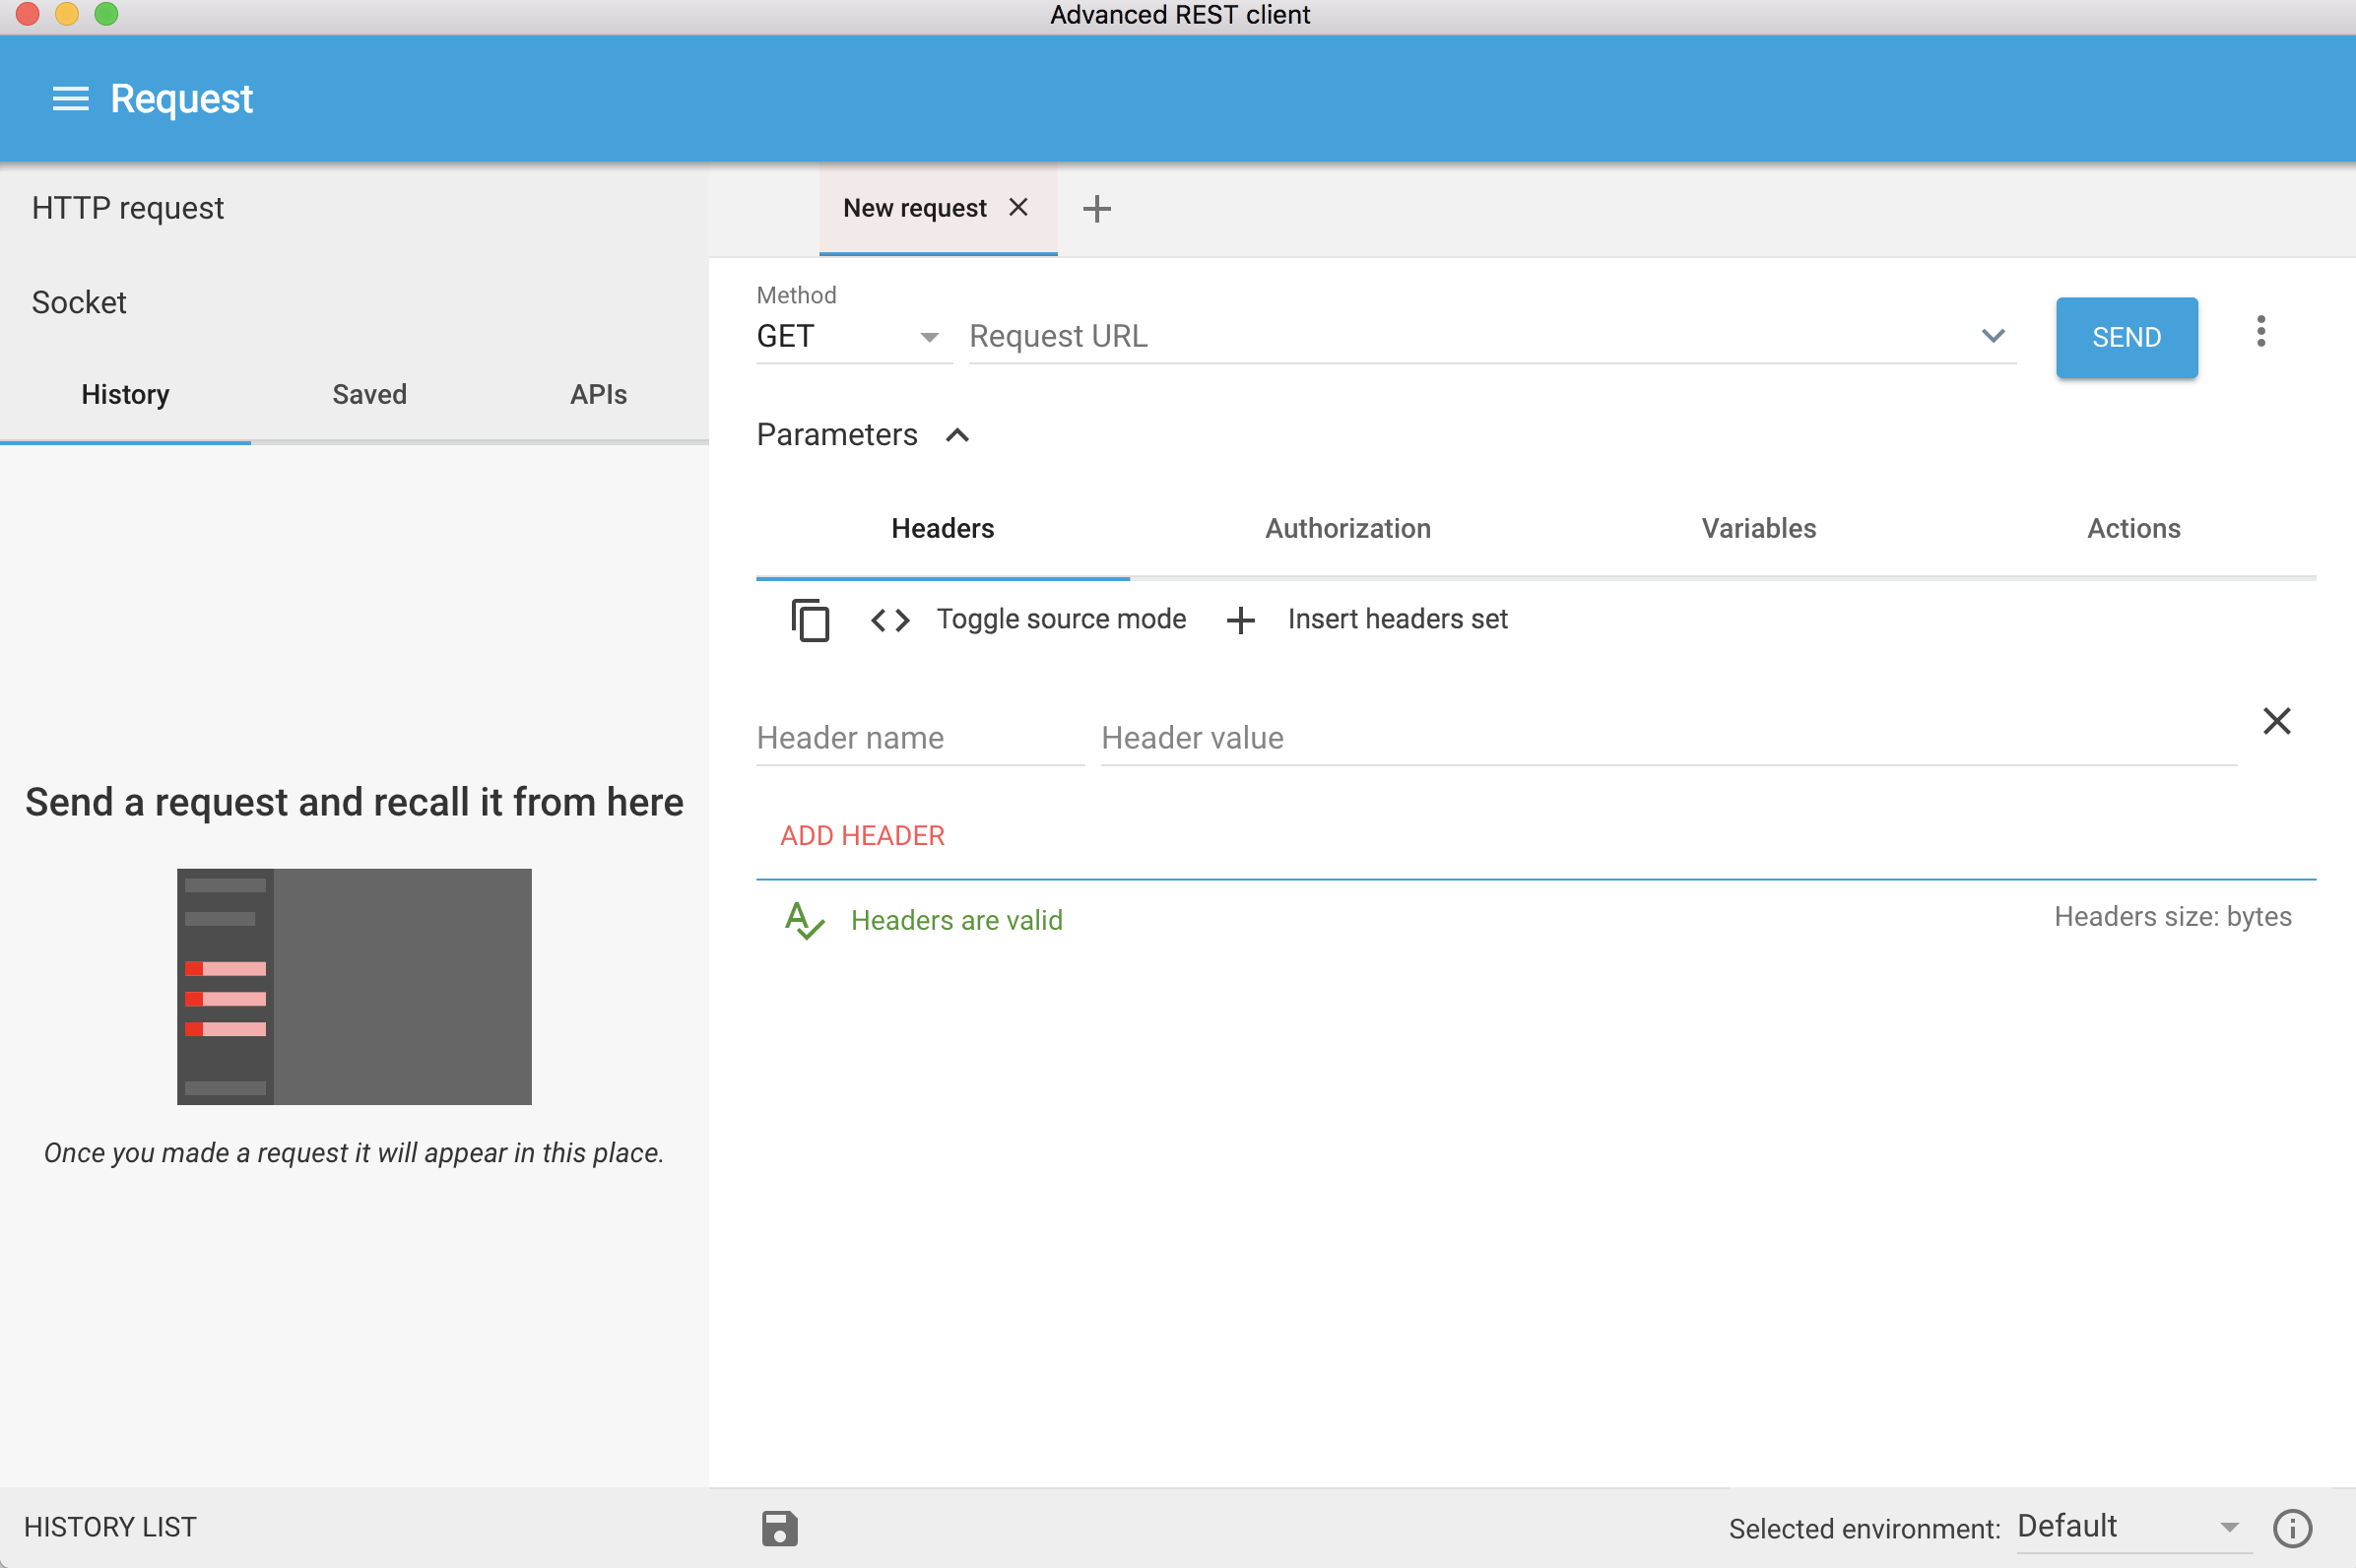 Advanced REST client
Request
HTTP request
Socket
History Saved APIs
Send a request and recall it from here
Once you made a request it will appear in this place.
HISTORY LIST
New request
Method
GET Request URL SEND
Parameters
Headers Authorization Variables Actions
Toggle source mode Insert headers set
Header name Header value
ADD HEADER
Headers are valid Headers size: bytes
Selected environment: Default